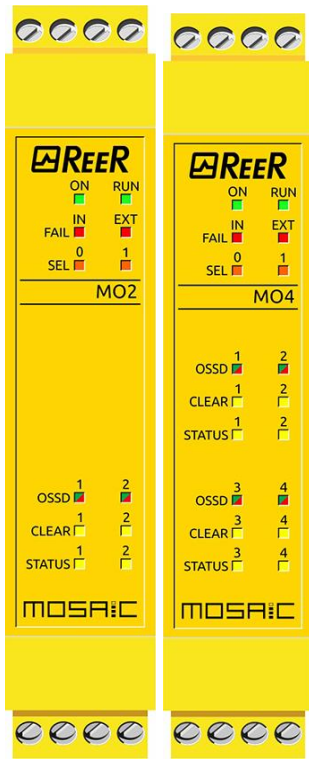 REER
ON RUN
IN EXT
FAIL
0 1
SEL
MO2
1 2
OSSD
1 2
CLEAR
1 2
STATUS
MOSAIC
REER
ON RUN
IN EXT
FAIL
0 1
SEL
MO4
1 2
OSSD
1 2
CLEAR
1 2
STATUS
3 4
OSSD
3 4
CLEAR
3 4
STATUS
MOSAIC